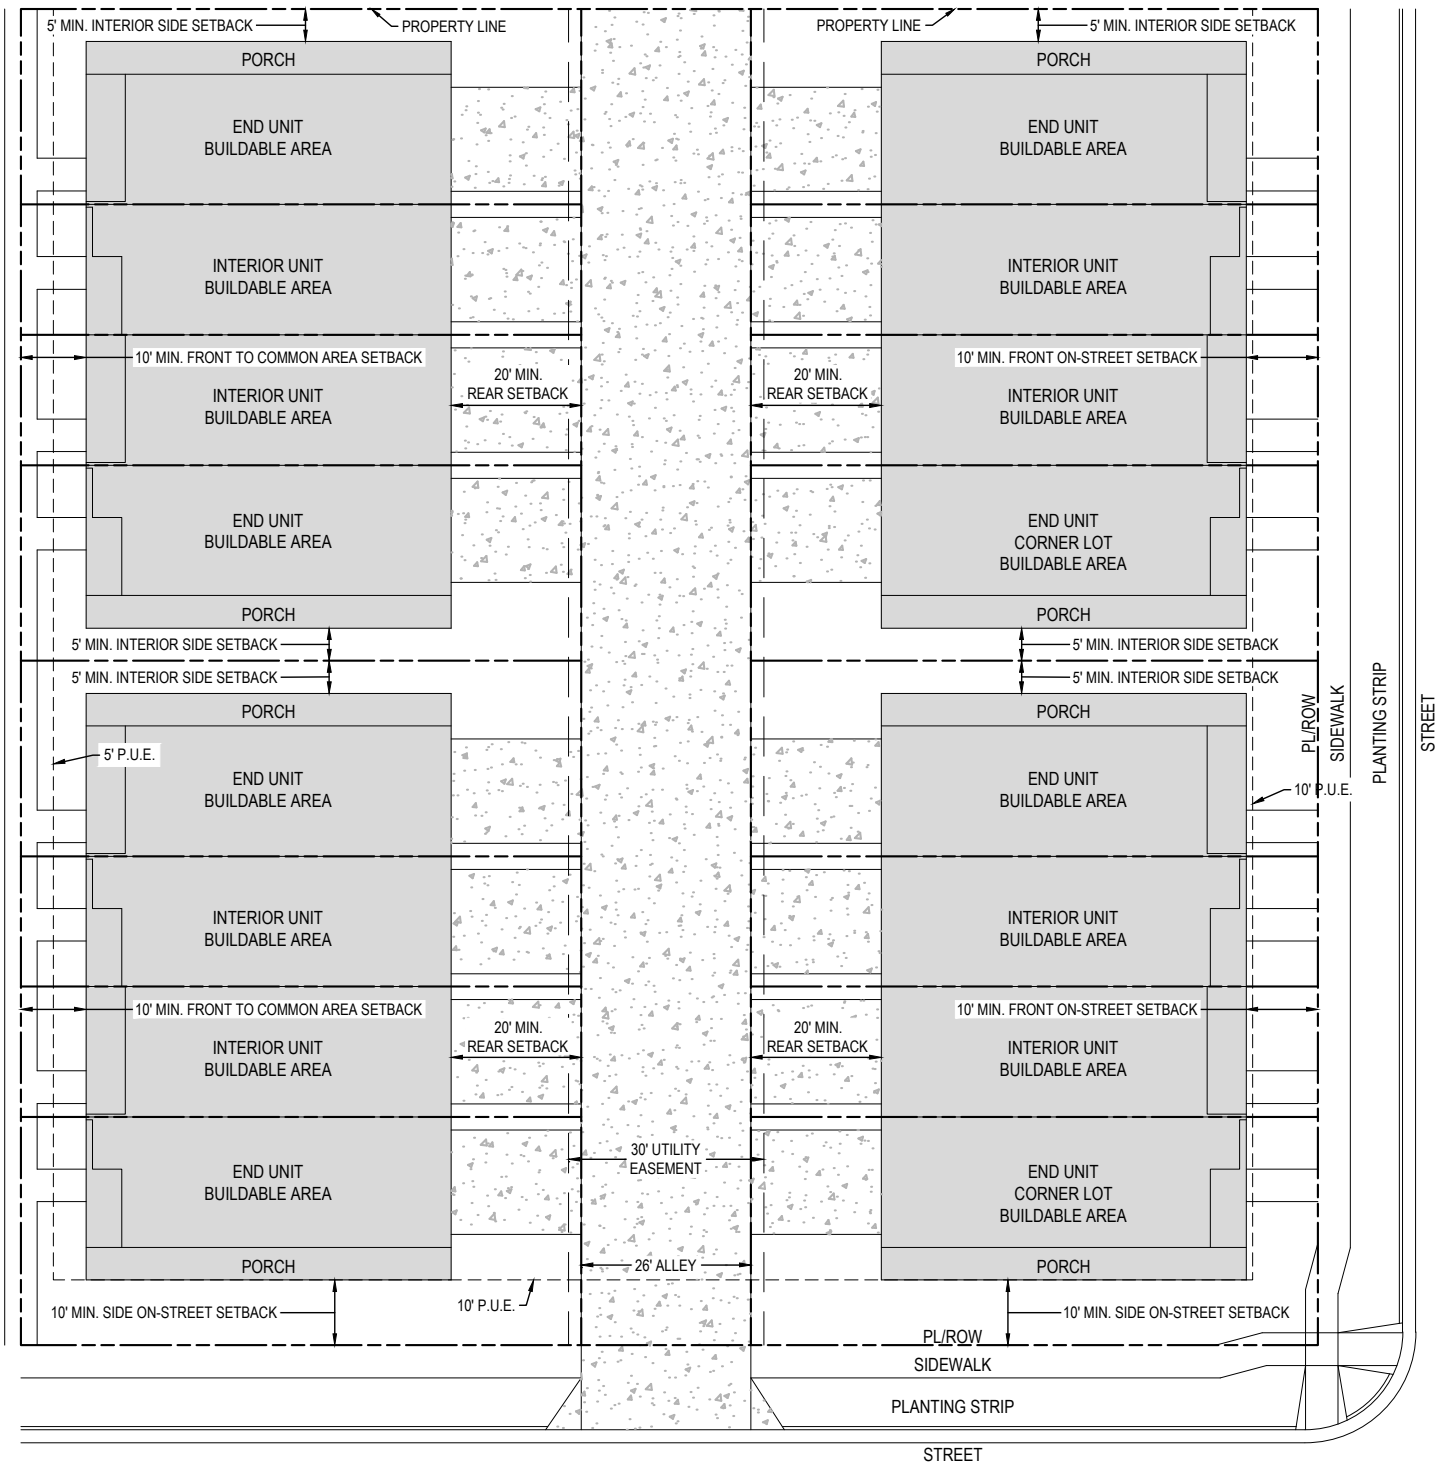 5' MIN. INTERIOR SIDE SETBACK
PROPERTY LINE
PROPERTY LINE
5' MIN. INTERIOR SIDE SETBACK
PORCH
PORCH
END UNIT
BUILDABLE AREA
END UNIT
BUILDABLE AREA
INTERIOR UNIT
BUILDABLE AREA
INTERIOR UNIT
BUILDABLE AREA
10' MIN. FRONT TO COMMON AREA SETBACK
10' MIN. FRONT ON-STREET SETBACK
20' MIN.
REAR SETBACK
20' MIN.
REAR SETBACK
INTERIOR UNIT
BUILDABLE AREA
INTERIOR UNIT
BUILDABLE AREA
END UNIT
BUILDABLE AREA
END UNIT
CORNER LOT
BUILDABLE AREA
PORCH
PORCH
5' MIN. INTERIOR SIDE SETBACK
5' MIN. INTERIOR SIDE SETBACK
5' MIN. INTERIOR SIDE SETBACK
5' MIN. INTERIOR SIDE SETBACK
PORCH
PORCH
PL/ROW
SIDEWALK
PLANTING STRIP
STREET
5' P.U.E.
10' P.U.E.
END UNIT
BUILDABLE AREA
END UNIT
BUILDABLE AREA
INTERIOR UNIT
BUILDABLE AREA
INTERIOR UNIT
BUILDABLE AREA
10' MIN. FRONT TO COMMON AREA SETBACK
10' MIN. FRONT ON-STREET SETBACK
20' MIN.
REAR SETBACK
20' MIN.
REAR SETBACK
INTERIOR UNIT
BUILDABLE AREA
INTERIOR UNIT
BUILDABLE AREA
30' UTILITY
EASEMENT
END UNIT
BUILDABLE AREA
END UNIT
CORNER LOT
BUILDABLE AREA
PORCH
26' ALLEY
PORCH
10' MIN. SIDE ON-STREET SETBACK
10' P.U.E.
10' MIN. SIDE ON-STREET SETBACK
PL/ROW
SIDEWALK
PLANTING STRIP
STREET